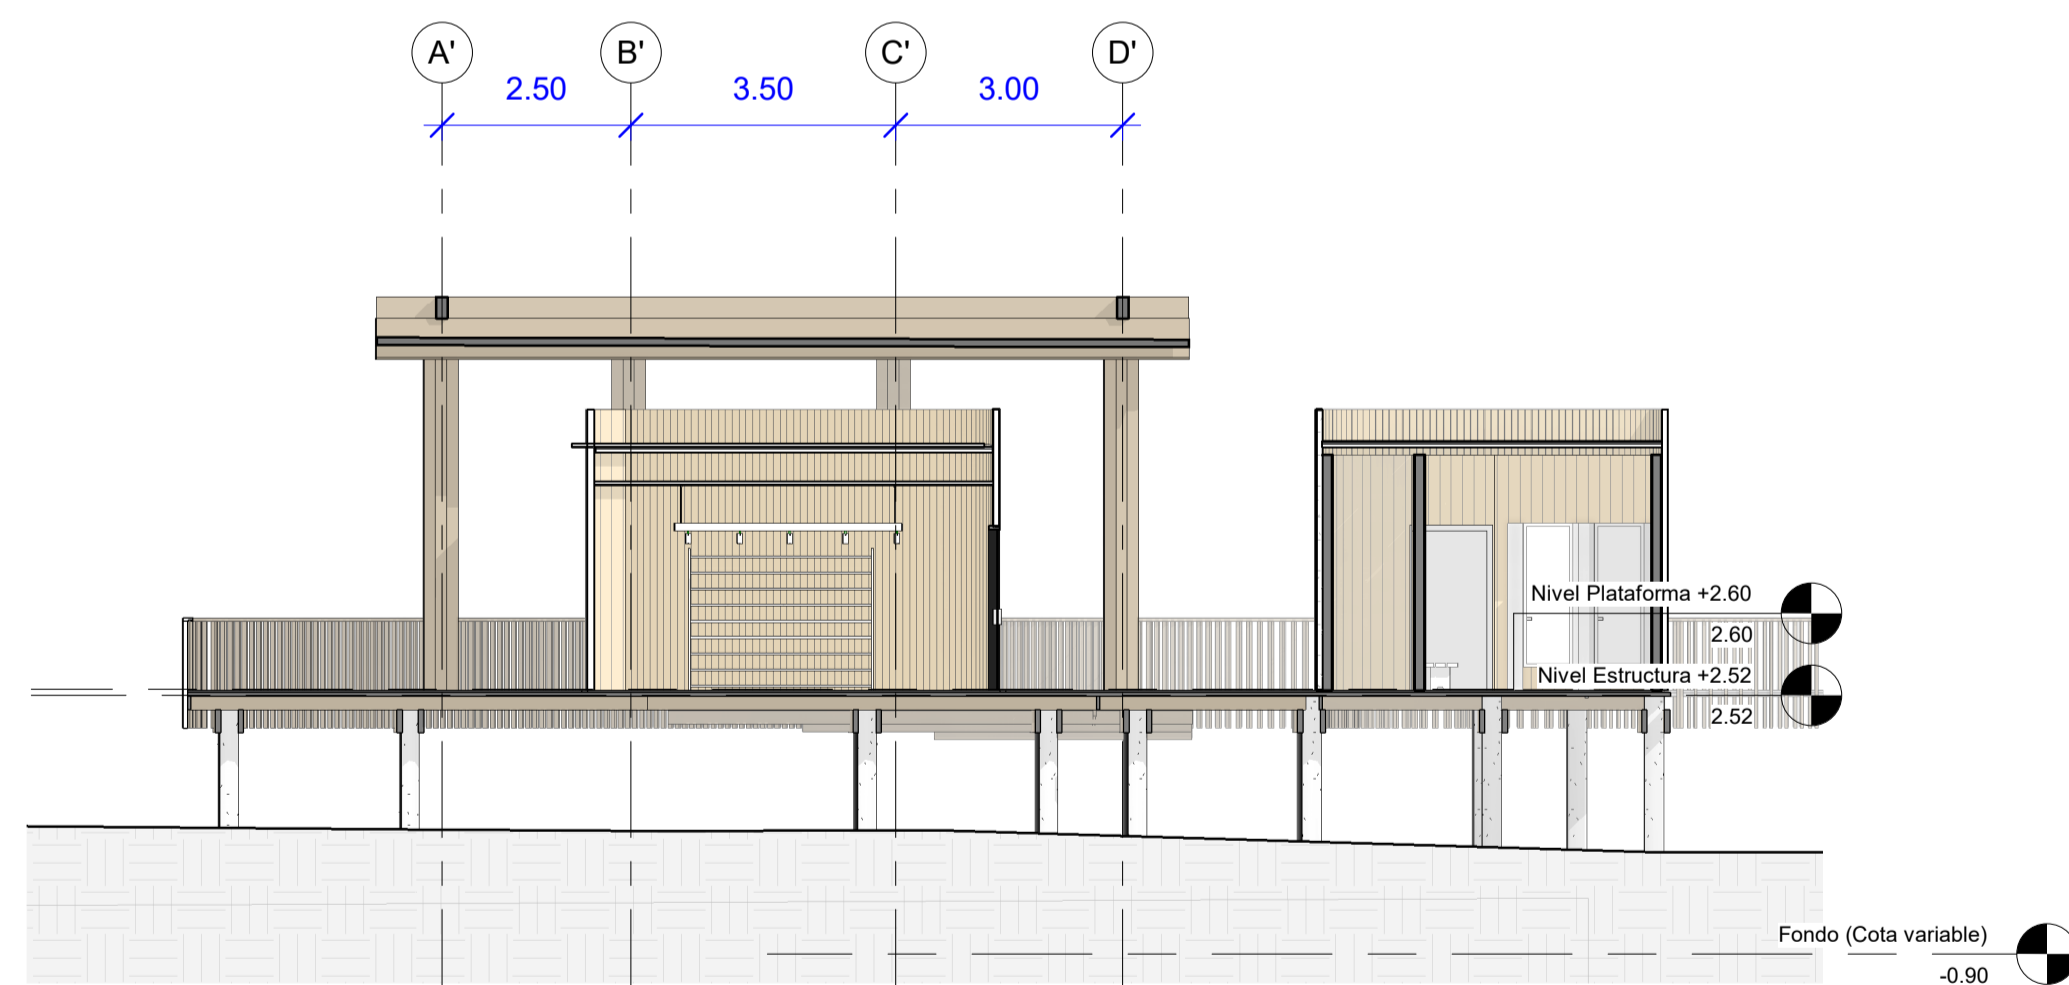 A' B' C' D'
2.50 3.50 3.00
Nivel Plataforma +2.60
2.60
Nivel Estructura +2.52
2.52
Fondo (Cota variable)
-0.90